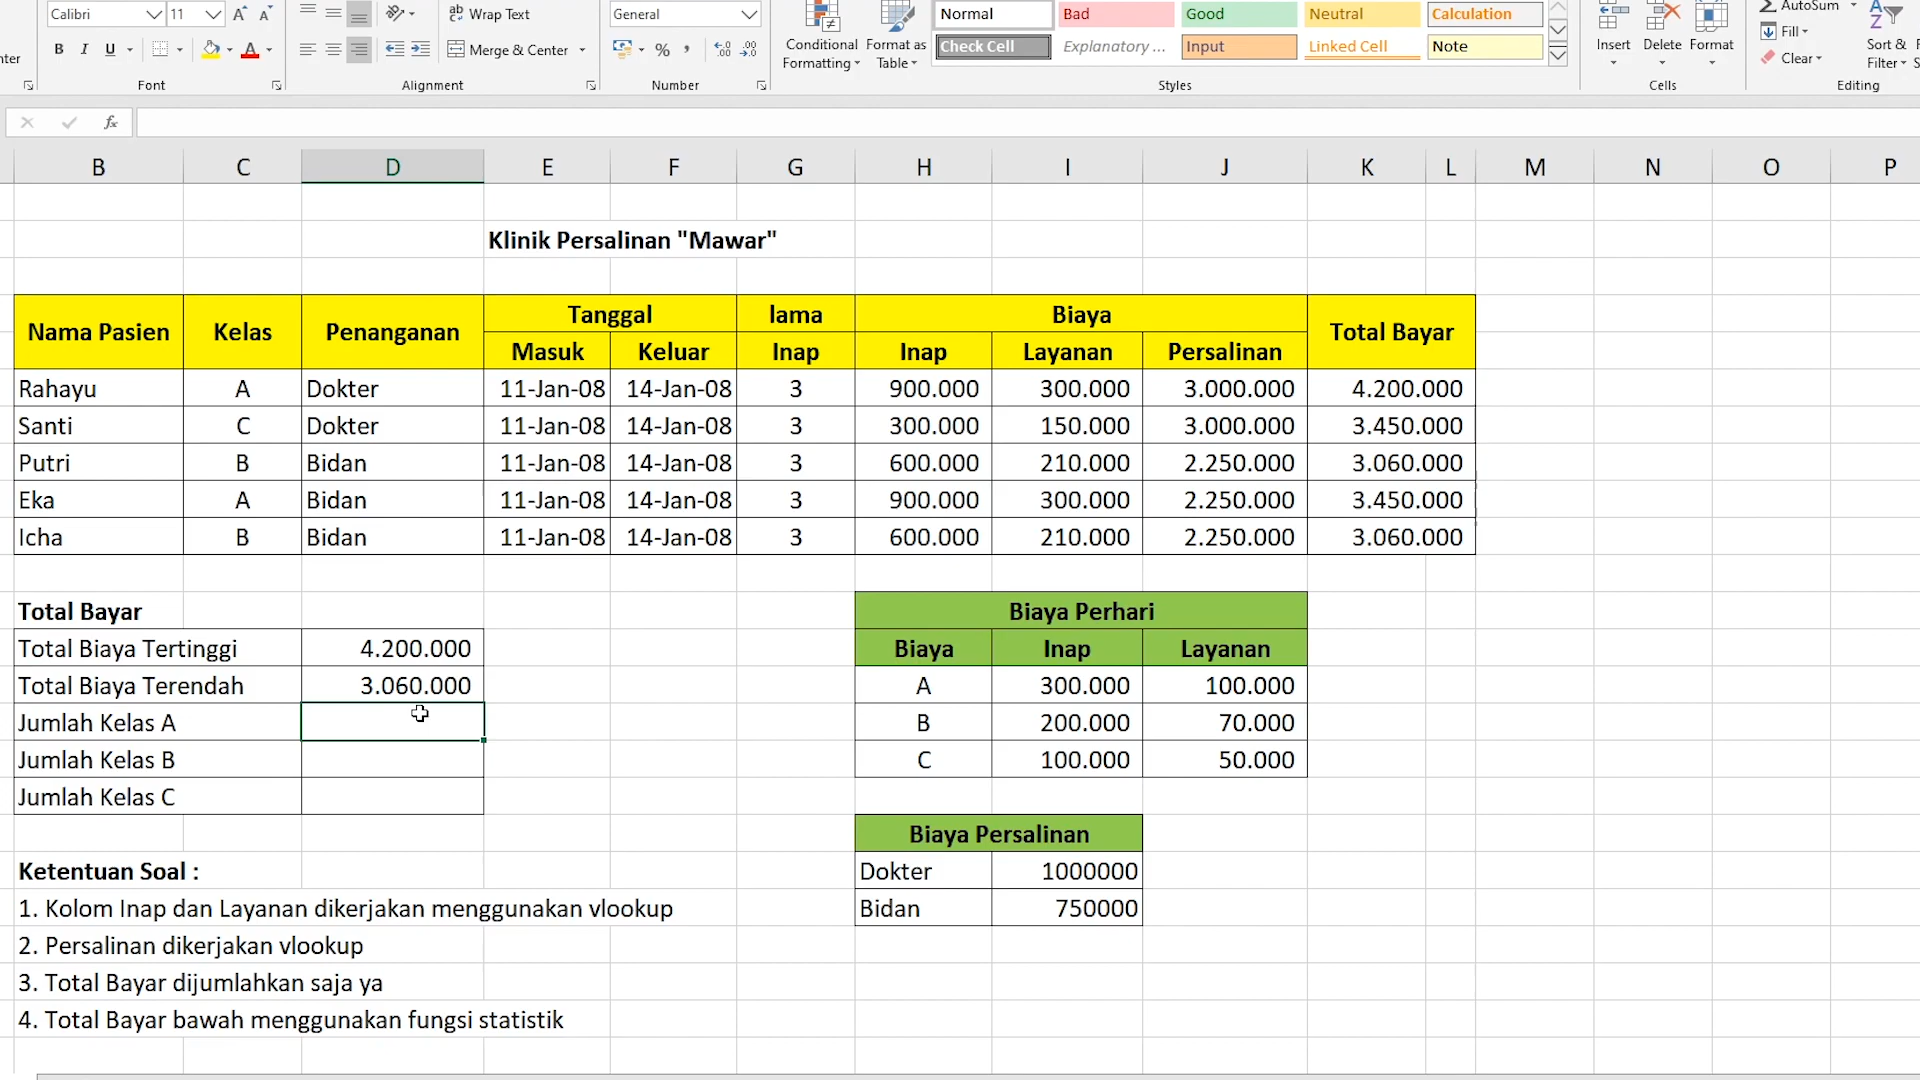 Calibri 11 A A Wrap Text General Conditional Format as Normal Bad Good Neutral Calculation Insert Delete Format AutoSum Sort &
B I U A Merge & Center % , Formatting Table Check Cell Explanatory ... Input Linked Cell Note Fill Clear Filter
Font Alignment Number Styles Cells Editing
fx
B C D E F G H I J K L M N O P
Klinik Persalinan "Mawar"
Nama Pasien Kelas Penanganan Tanggal lama Biaya Total Bayar
Masuk Keluar Inap Inap Layanan Persalinan
Rahayu A Dokter 11-Jan-08 14-Jan-08 3 900.000 300.000 3.000.000 4.200.000
Santi C Dokter 11-Jan-08 14-Jan-08 3 300.000 150.000 3.000.000 3.450.000
Putri B Bidan 11-Jan-08 14-Jan-08 3 600.000 210.000 2.250.000 3.060.000
Eka A Bidan 11-Jan-08 14-Jan-08 3 900.000 300.000 2.250.000 3.450.000
Icha B Bidan 11-Jan-08 14-Jan-08 3 600.000 210.000 2.250.000 3.060.000
Total Bayar
Total Biaya Tertinggi 4.200.000
Total Biaya Terendah 3.060.000
Jumlah Kelas A
Jumlah Kelas B
Jumlah Kelas C
Biaya Perhari
Biaya Inap Layanan
A 300.000 100.000
B 200.000 70.000
C 100.000 50.000
Biaya Persalinan
Dokter 1000000
Bidan 750000
Ketentuan Soal :
1. Kolom Inap dan Layanan dikerjakan menggunakan vlookup
2. Persalinan dikerjakan vlookup
3. Total Bayar dijumlahkan saja ya
4. Total Bayar bawah menggunakan fungsi statistik